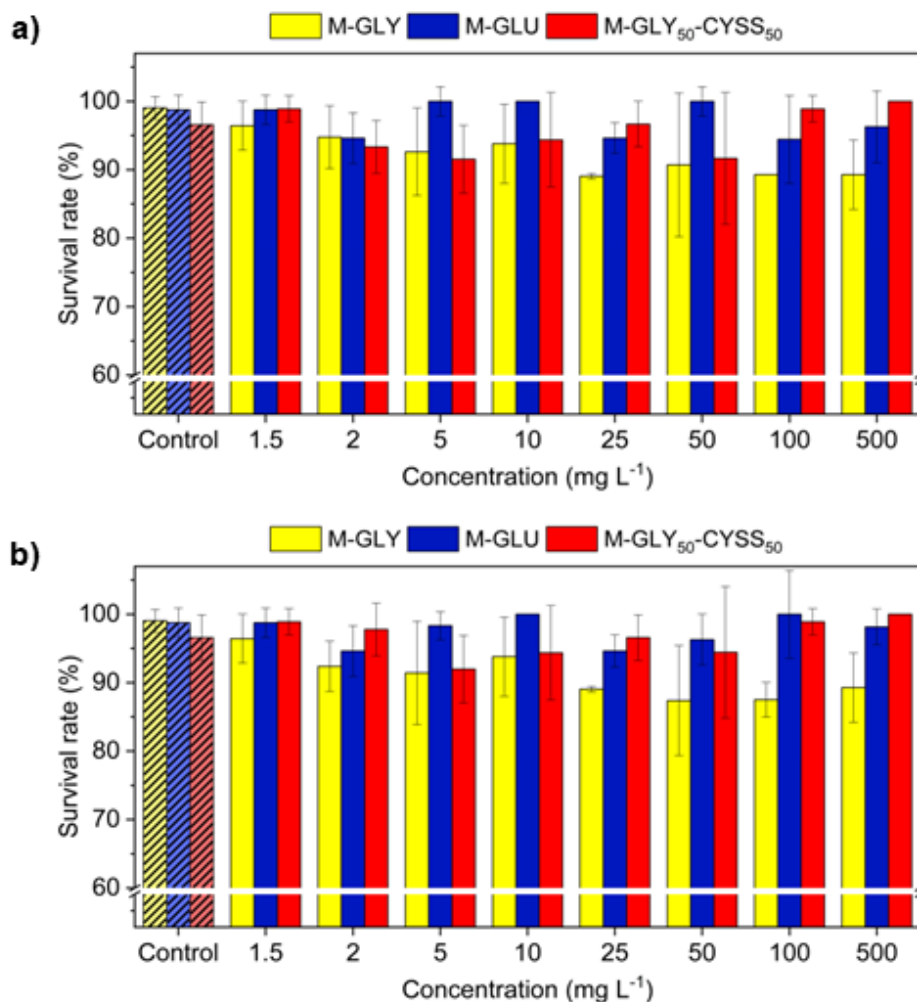 a)
M-GLY M-GLU M-GLY₅₀-CYSS₅₀
Survival rate (%)
100
90
80
70
60
Control 1.5 2 5 10 25 50 100 500
Concentration (mg L⁻¹)
b)
M-GLY M-GLU M-GLY₅₀-CYSS₅₀
Survival rate (%)
100
90
80
70
60
Control 1.5 2 5 10 25 50 100 500
Concentration (mg L⁻¹)